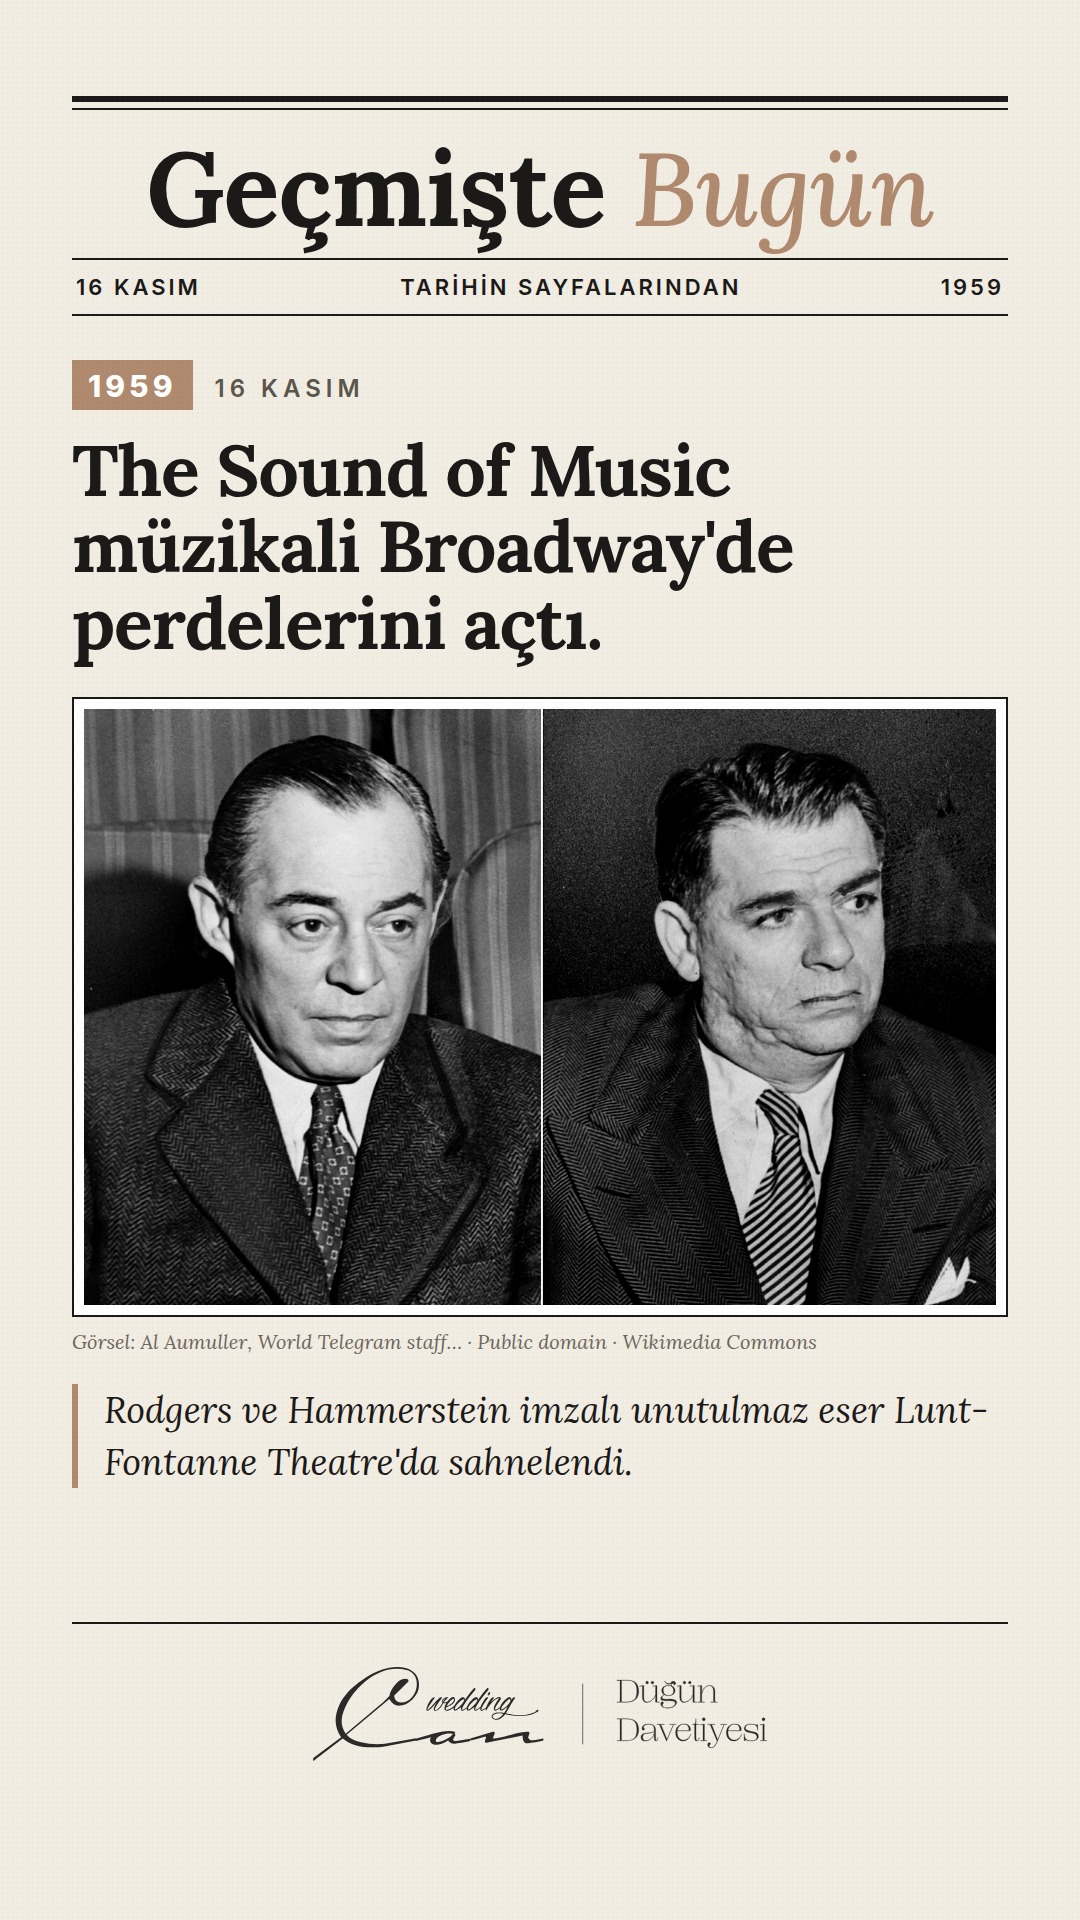 Geçmişte Bugün
16 KASIM TARİHİN SAYFALARINDAN 1959
1959 16 KASIM
The Sound of Music
müzikali Broadway'de
perdelerini açtı.
Görsel: Al Aumuller, World Telegram staff... · Public domain · Wikimedia Commons
Rodgers ve Hammerstein imzalı unutulmaz eser Lunt-
Fontanne Theatre'da sahnelendi.
wedding
Can
Düğün
Davetiyesi